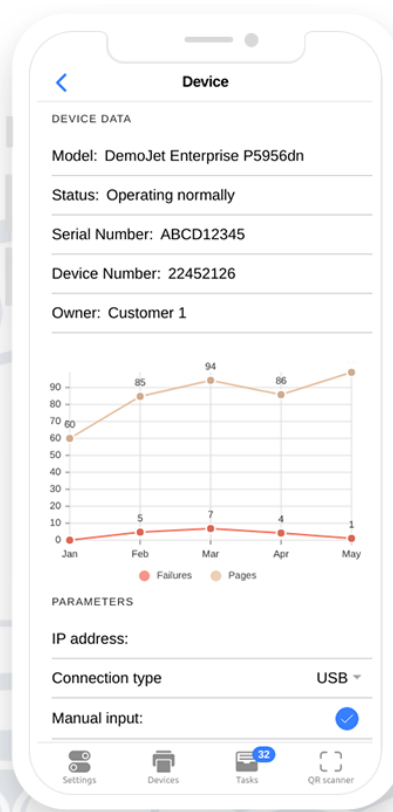 Device
DEVICE DATA
Model: DemoJet Enterprise P5956dn
Status: Operating normally
Serial Number: ABCD12345
Device Number: 22452126
Owner: Customer 1
94
90
85
86
80
70
60
60
50
40
30
20
10
5
7
4
1
0
Jan Feb Mar Apr May
Failures Pages
PARAMETERS
IP address:
Connection type USB
Manual input:
32
Settings Devices Tasks QR scanner